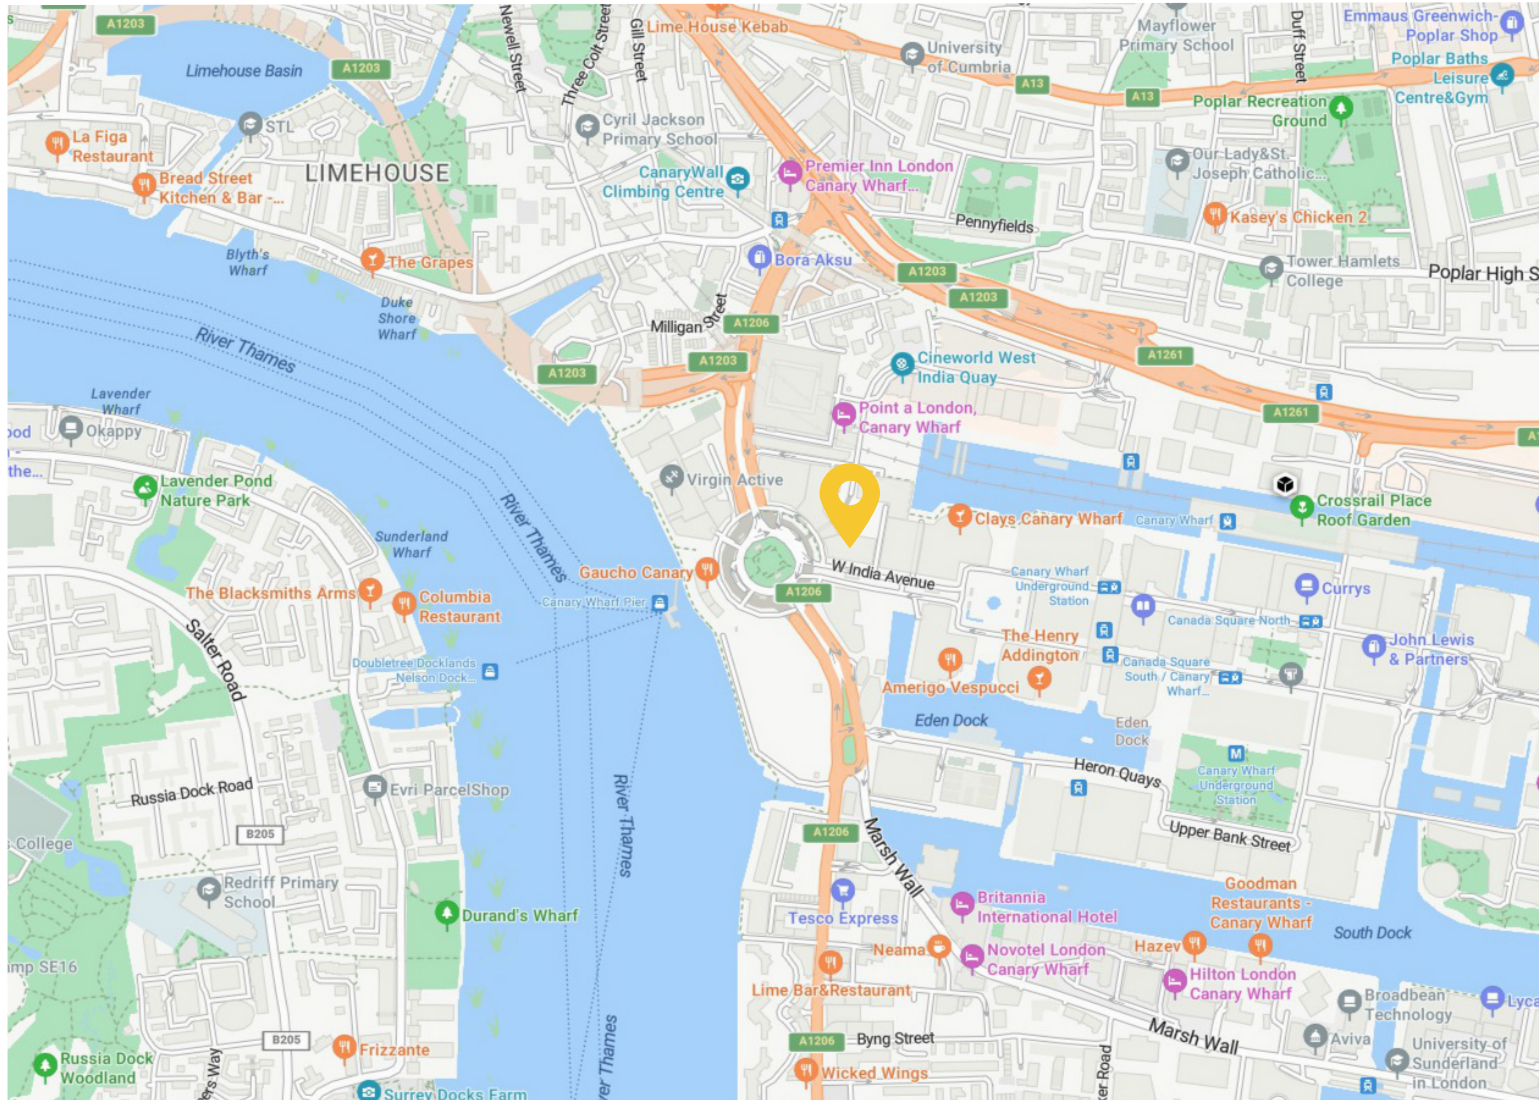 A1203
Limehouse Basin
A1203
STL
La Figa
Restaurant
Bread Street
Kitchen & Bar -...
LIMEHOUSE
Newell Street
Three Colt Street
Gill Street
Cyril Jackson
Primary School
Lime House Kebab
CanaryWall
Climbing Centre
Premier Inn London
Canary Wharf...
University
of Cumbria
A13
A13
Mayflower
Primary School
Duff Street
Emmaus Greenwich-
Poplar Shop
Poplar Baths
Leisure
Centre&Gym
Poplar Recreation
Ground
Our Lady&St.
Joseph Catholic...
Kasey's Chicken 2
Pennyfields
Tower Hamlets
College
Poplar High S
Blyth's
Wharf
The Grapes
Duke
Shore
Wharf
Bora Aksu
Milligan Street
A1206
A1203
A1203
A1203
A1203
A1261
A1261
Cineworld West
India Quay
Point a London,
Canary Wharf
River Thames
Lavender
Wharf
Okappy
ood
-
the...
Lavender Pond
Nature Park
Sunderland
Wharf
River Thames
Virgin Active
Clays Canary Wharf
Canary Wharf
Crossrail Place
Roof Garden
Gaucho Canary
Canary Wharf Pier
W India Avenue
A1206
Canary Wharf
Underground
Station
Currys
Canada Square North
The Blacksmiths Arms
Columbia
Restaurant
Salter Road
Doubletree Docklands
Nelson Dock...
The Henry
Addington
Amerigo Vespucci
Canada Square
South / Canary
Wharf...
John Lewis
& Partners
Eden Dock
Eden
Dock
Heron Quays
Canary Wharf
Underground
Station
Upper Bank Street
Russia Dock Road
Evri ParcelShop
B205
River Thames
A1206
Marsh Wall
s College
Redriff Primary
School
Durand's Wharf
Tesco Express
Britannia
International Hotel
Goodman
Restaurants -
Canary Wharf
South Dock
Neama
Novotel London
Canary Wharf
Hazev
Hilton London
Canary Wharf
amp SE16
Lime Bar&Restaurant
Broadbean
Technology
Lyca
B205
Frizzante
A1206
Byng Street
Marsh Wall
Aviva
University of
Sunderland
in London
Russia Dock
Woodland
ers Way
Surrey Docks Farm
ver Thames
Wicked Wings
ker Road